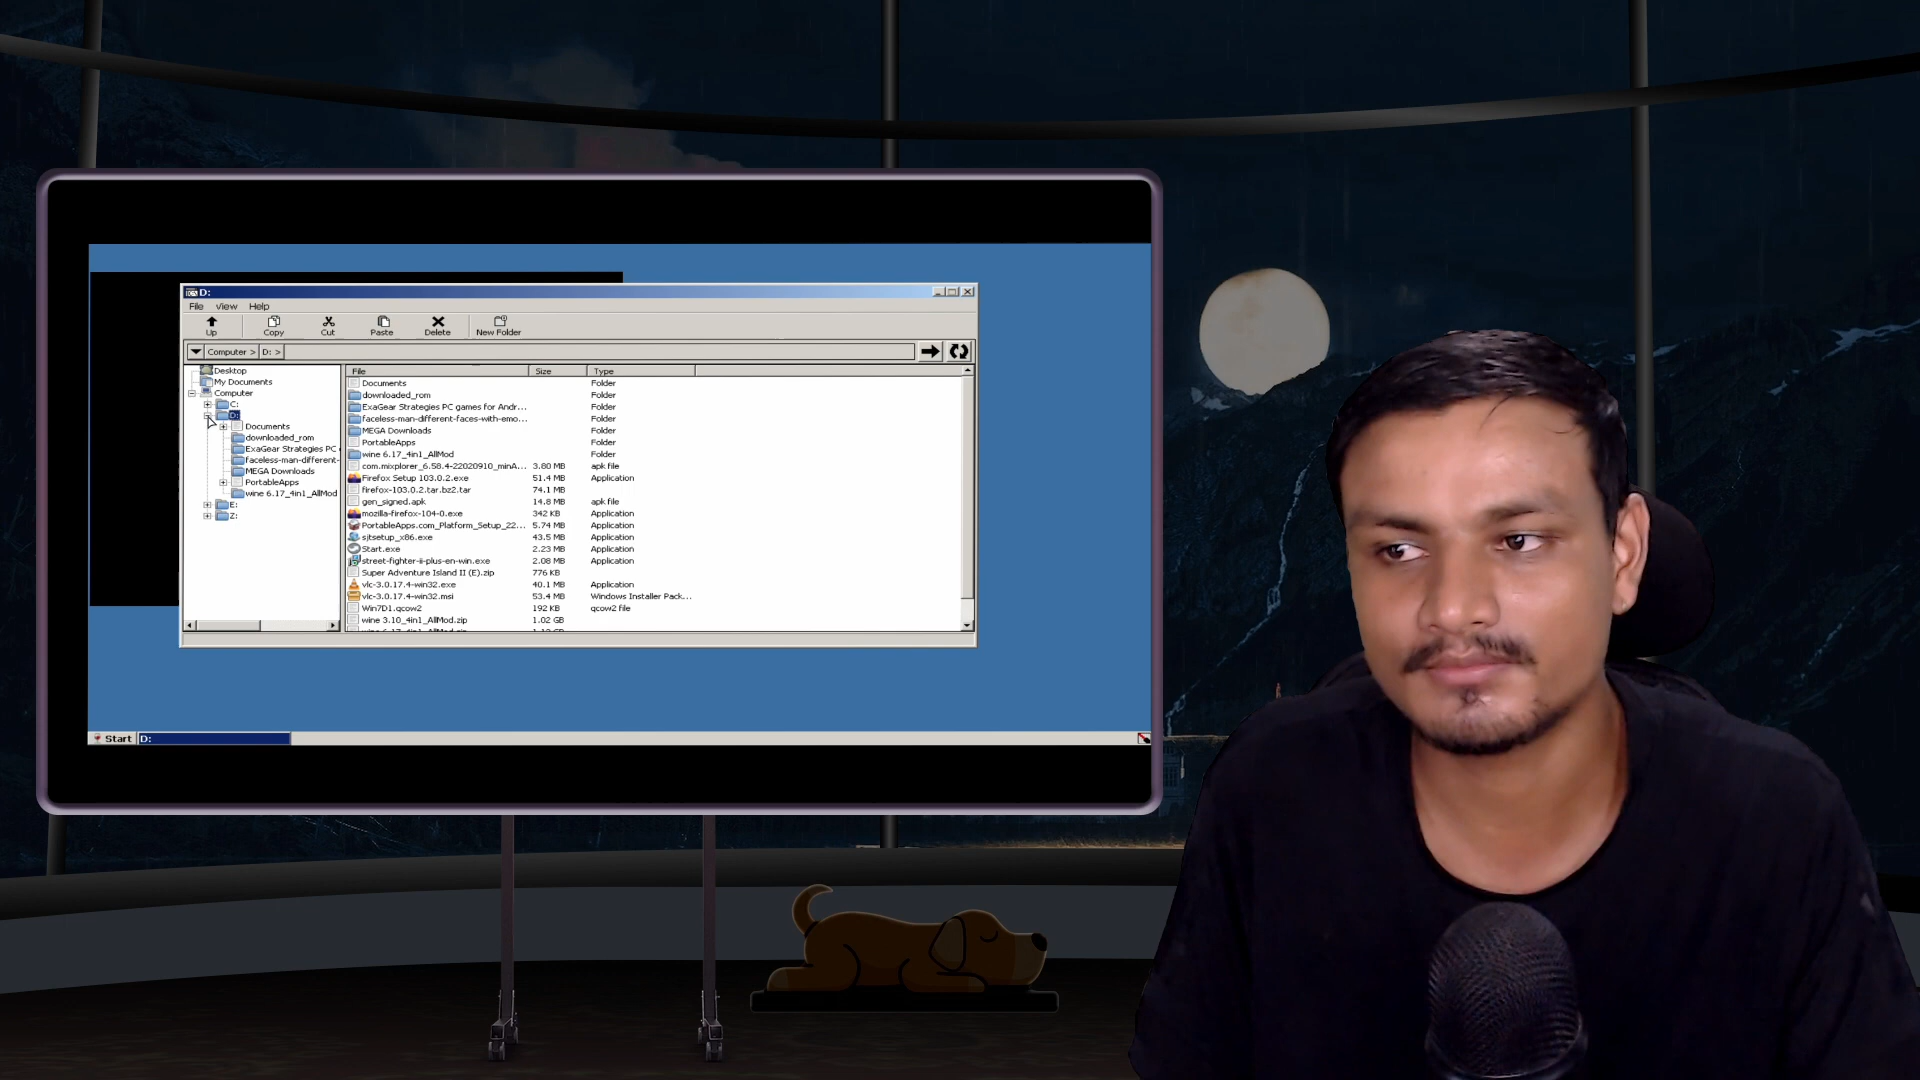 D:
File View Help
Up Copy Cut Paste Delete New Folder
Computer > D: >
Desktop
My Documents
Computer
C:
D:
Documents
downloaded_rom
ExaGear Strategies PC
faceless-man-different-
MEGA Downloads
PortableApps
wine 6.17_4in1_AllMod
E:
Z:
File Size Type
Documents Folder
downloaded_rom Folder
ExaGear Strategies PC games for Andr... Folder
faceless-man-different-faces-with-emo... Folder
MEGA Downloads Folder
PortableApps Folder
wine 6.17_4in1_AllMod Folder
com.mixplorer_6.58.4-22020910_minA... 3.80 MB apk file
Firefox Setup 103.0.2.exe 51.4 MB Application
firefox-103.0.2.tar.bz2.tar 74.1 MB
gen_signed.apk 14.8 MB apk file
mozilla-firefox-104-0.exe 342 KB Application
PortableApps.com_Platform_Setup_22... 5.74 MB Application
sjtsetup_x86.exe 43.5 MB Application
Start.exe 2.23 MB Application
street-fighter-ii-plus-en-win.exe 2.08 MB Application
Super Adventure Island II (E).zip 776 KB
vlc-3.0.17.4-win32.exe 40.1 MB Application
vlc-3.0.17.4-win32.msi 53.4 MB Windows Installer Pack...
Win7D1.qcow2 192 KB qcow2 file
wine 3.10_4in1_AllMod.zip 1.02 GB
Start D: